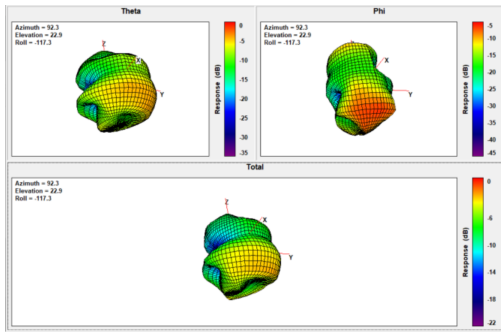 Theta
Azimuth = 92.3
Elevation = 22.9
Roll = -117.3
Z
X
Y
0
-5
-10
-15
-20
-25
-30
-35
Response (dB)
Phi
Azimuth = 92.3
Elevation = 22.9
Roll = -117.3
X
Y
-5
-10
-15
-20
-25
-30
-35
-40
-45
Response (dB)
Total
Azimuth = 92.3
Elevation = 22.9
Roll = -117.3
Z
X
Y
0
-6
-10
-14
-18
-22
Response (dB)